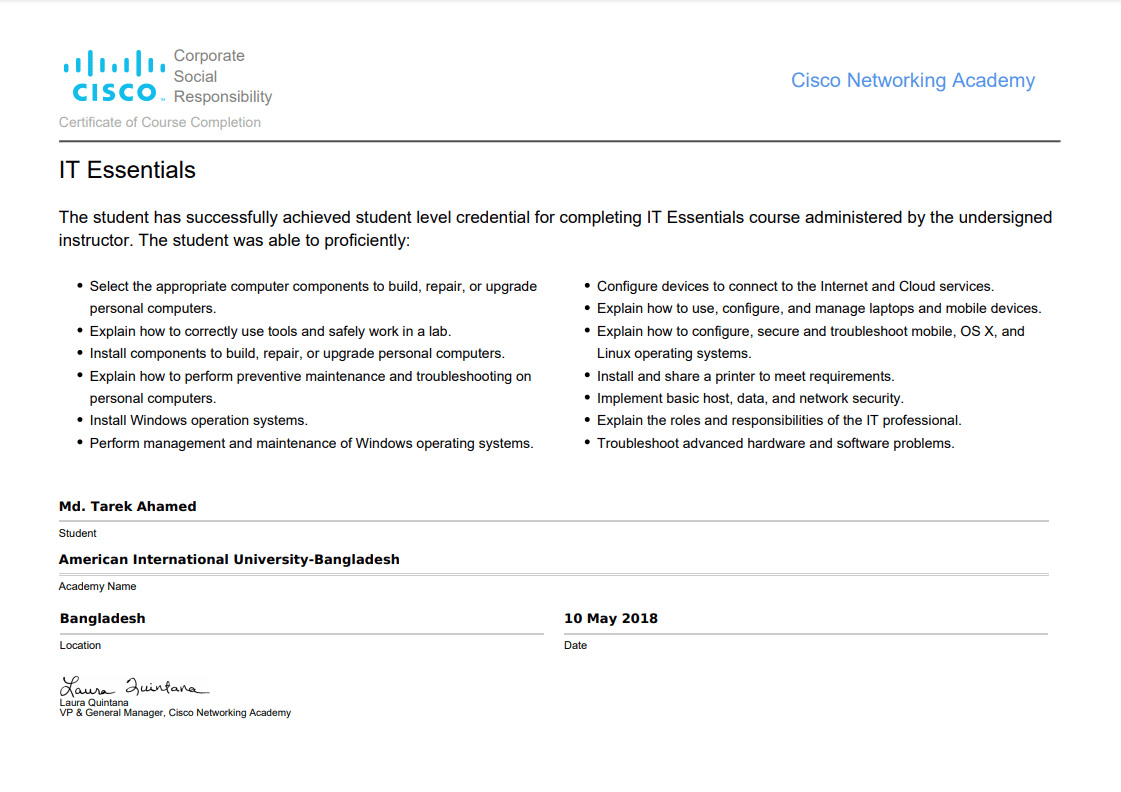 Corporate
Social
CISCO
Responsibility
Cisco Networking Academy
Certificate of Course Completion
IT Essentials
The student has successfully achieved student level credential for completing IT Essentials course administered by the undersigned
instructor. The student was able to proficiently:
• Select the appropriate computer components to build, repair, or upgrade
personal computers.
• Explain how to correctly use tools and safely work in a lab.
• Install components to build, repair, or upgrade personal computers.
• Explain how to perform preventive maintenance and troubleshooting on
personal computers.
• Install Windows operation systems.
• Perform management and maintenance of Windows operating systems.
• Configure devices to connect to the Internet and Cloud services.
• Explain how to use, configure, and manage laptops and mobile devices.
• Explain how to configure, secure and troubleshoot mobile, OS X, and
Linux operating systems.
• Install and share a printer to meet requirements.
• Implement basic host, data, and network security.
• Explain the roles and responsibilities of the IT professional.
• Troubleshoot advanced hardware and software problems.
Md. Tarek Ahamed
Student
American International University-Bangladesh
Academy Name
Bangladesh
Location
10 May 2018
Date
Laura Quintana
Laura Quintana
VP & General Manager, Cisco Networking Academy